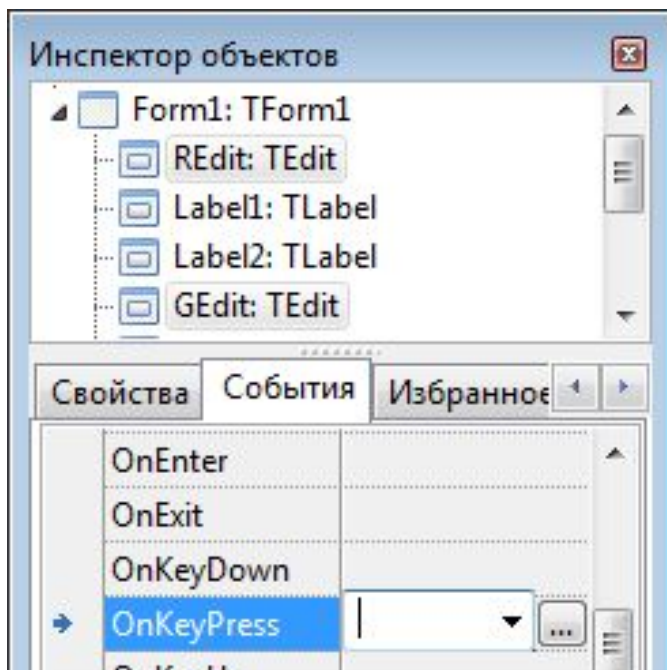 Инспектор объектов
Form1: TForm1
REdit: TEdit
Label1: TLabel
Label2: TLabel
GEdit: TEdit
Свойства События Избранное
OnEnter
OnExit
OnKeyDown
OnKeyPress ...